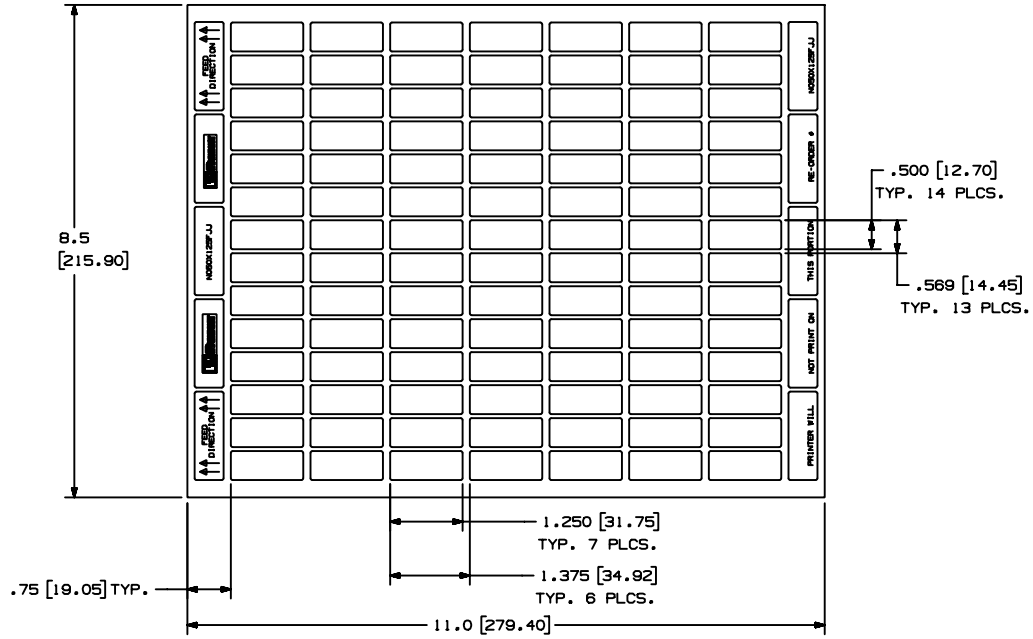 FEED
DIRECTION
N050X125FJJ
FEED
DIRECTION
N050X125FJJ
RE-ORDER #
THIS PORTION
NOT PRINT ON
PRINTER WILL
8.5
[215.90]
.500 [12.70]
TYP. 14 PLCS.
.569 [14.45]
TYP. 13 PLCS.
1.250 [31.75]
TYP. 7 PLCS.
1.375 [34.92]
TYP. 6 PLCS.
.75 [19.05] TYP.
11.0 [279.40]